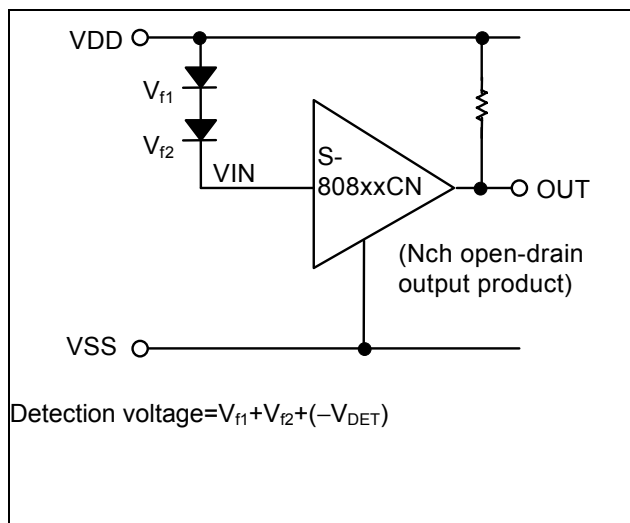 VDD
Vf1
Vf2
VIN
S-
808xxCN
OUT
(Nch open-drain
output product)
VSS
Detection voltage=Vf1+Vf2+(−VDET)